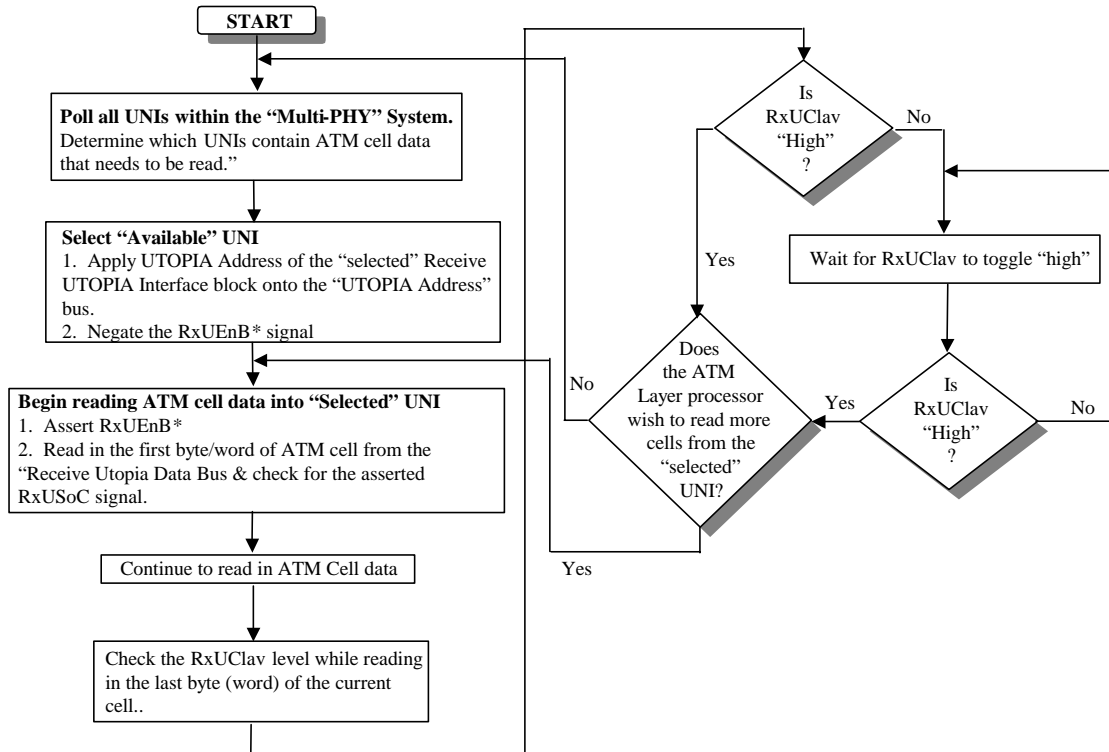 START
Poll all UNIs within the “Multi-PHY” System.
Determine which UNIs contain ATM cell data
that needs to be read.”
Select “Available” UNI
1. Apply UTOPIA Address of the “selected” Receive
UTOPIA Interface block onto the “UTOPIA Address”
bus.
2. Negate the RxUEnB* signal
Begin reading ATM cell data into “Selected” UNI
1. Assert RxUEnB*
2. Read in the first byte/word of ATM cell from the
“Receive Utopia Data Bus & check for the asserted
RxUSoC signal.
Continue to read in ATM Cell data
Check the RxUClav level while reading
in the last byte (word) of the current
cell..
Is
RxUClav
“High”
?
No
Yes
Wait for RxUClav to toggle “high”
Is
RxUClav
“High”
?
No
Yes
Does
the ATM
Layer processor
wish to read more
cells from the
“selected”
UNI?
No
Yes